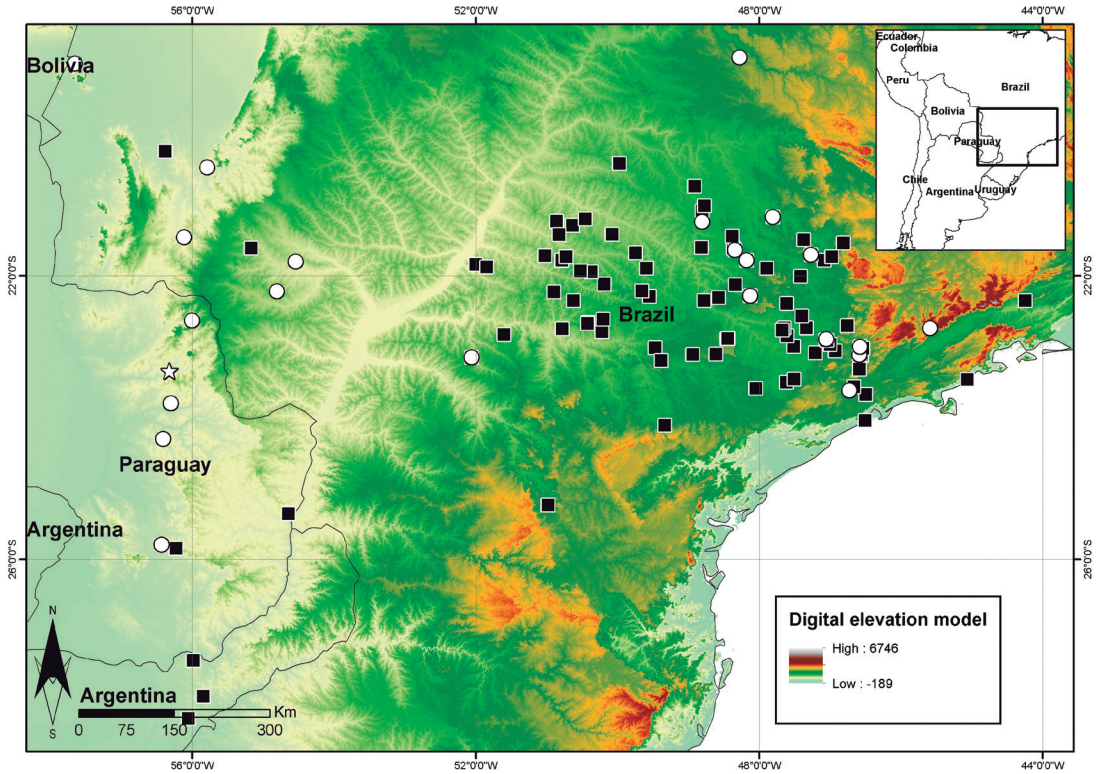 56°0'0"W 52°0'0"W 48°0'0"W 44°0'0"W
Bolivia
Ecuador
Colombia
Peru
Brazil
Bolivia
Paraguay
Chile
Argentina
Uruguay
22°0'0"S 22°0'0"S
Brazil
Paraguay
Argentina
26°0'0"S 26°0'0"S
N
S
Argentina
Km
0 75 150 300
Digital elevation model
High : 6746
Low : -189
56°0'0"W 52°0'0"W 48°0'0"W 44°0'0"W